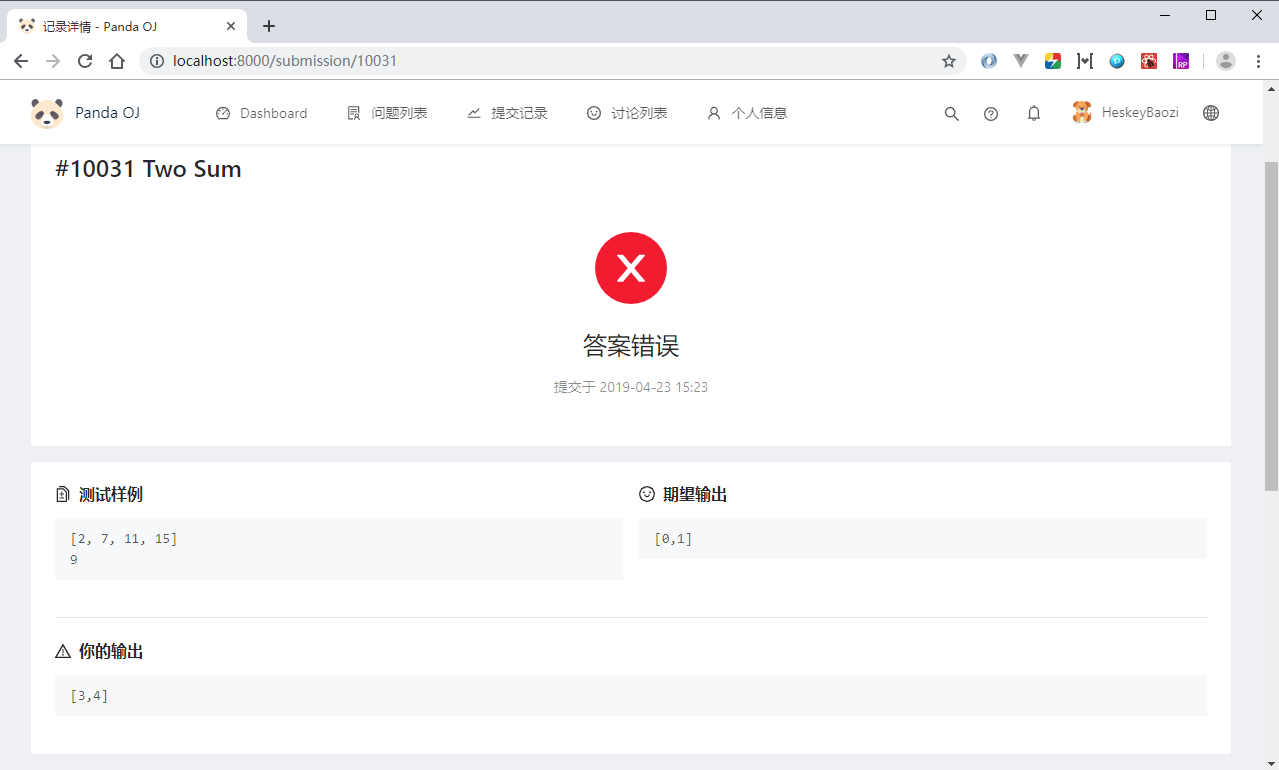 记录详情 - Panda OJ
localhost:8000/submission/10031
Panda OJ Dashboard 问题列表 提交记录 讨论列表 个人信息 HeskeyBaozi
#10031 Two Sum
答案错误
提交于 2019-04-23 15:23
测试样例
[2, 7, 11, 15]
9
期望输出
[0,1]
你的输出
[3,4]